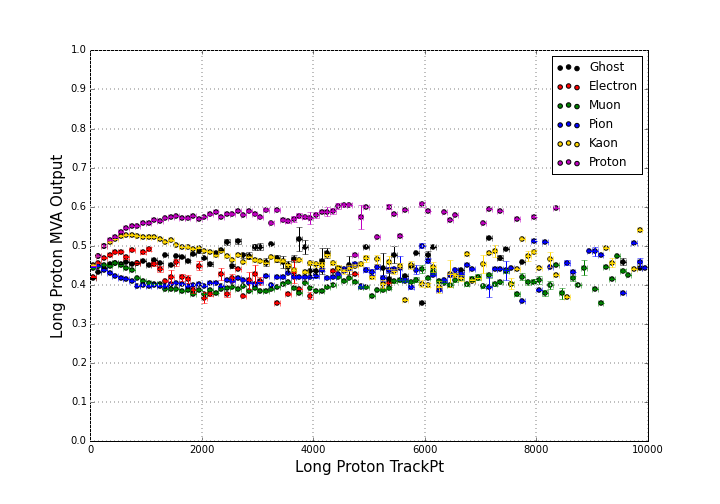 1.0
0.9
0.8
0.7
0.6
0.5
0.4
0.3
0.2
0.1
0.0
Long Proton MVA Output
Ghost
Electron
Muon
Pion
Kaon
Proton
0 2000 4000 6000 8000 10000
Long Proton TrackPt